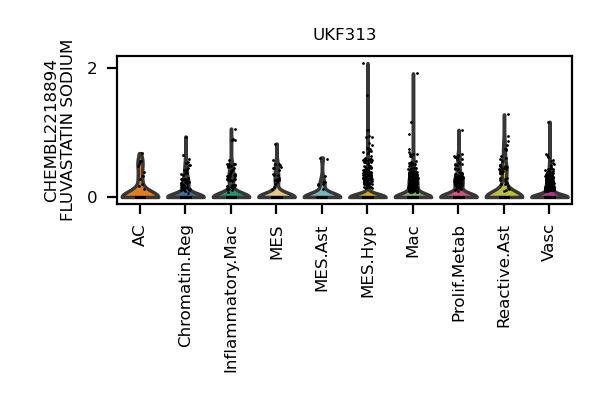 UKF313
CHEMBL2218894
FLUVASTATIN SODIUM
2
0
AC
Chromatin.Reg
Inflammatory.Mac
MES
MES.Ast
MES.Hyp
Mac
Prolif.Metab
Reactive.Ast
Vasc